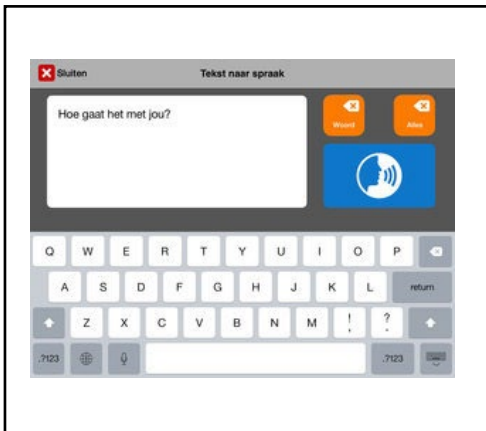 Sluiten
Tekst naar spraak
Hoe gaat het met jou?
Woord
Alles
Q W E R T Y U I O P
A S D F G H J K L return
Z X C V B N M ! , ? .
.?123 .?123